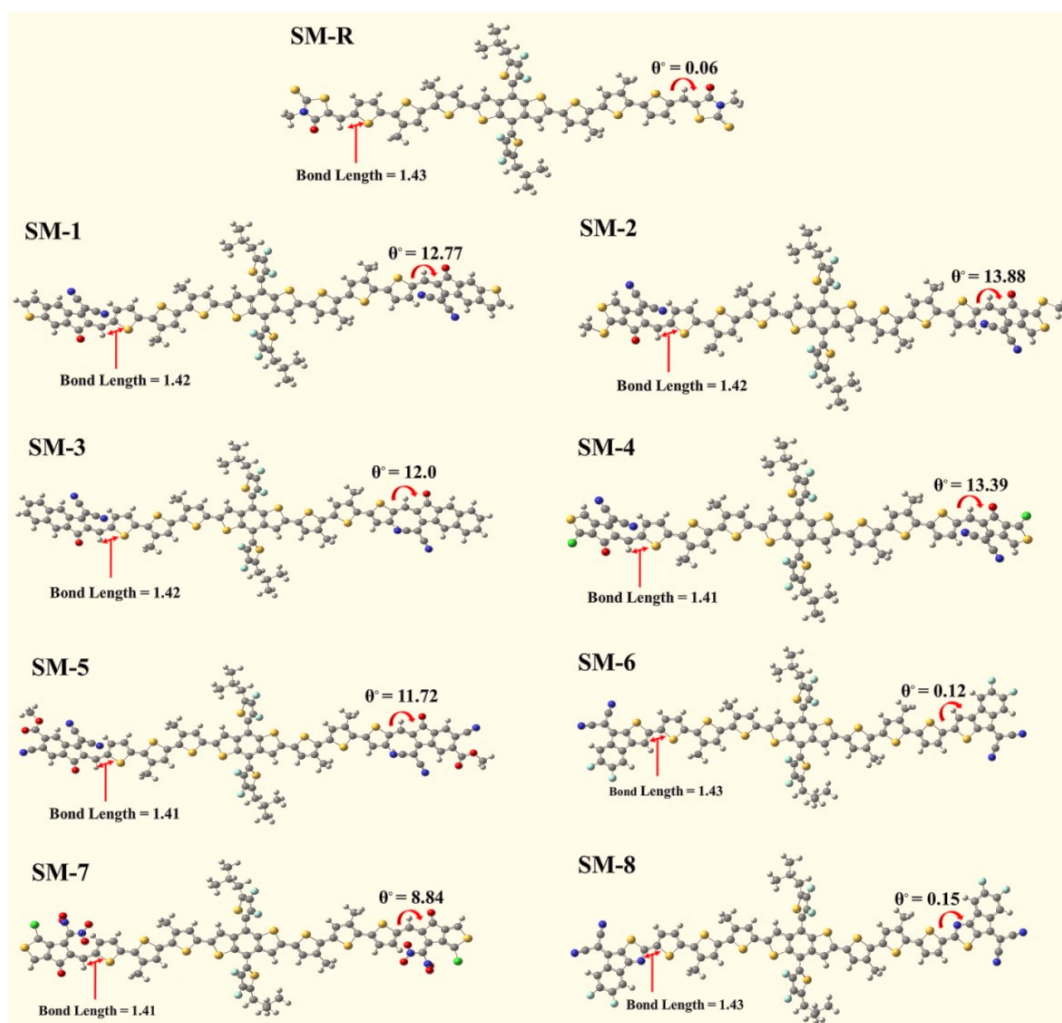 SM-R
θ° = 0.06
Bond Length = 1.43
SM-1
θ° = 12.77
Bond Length = 1.42
SM-2
θ° = 13.88
Bond Length = 1.42
SM-3
θ° = 12.0
Bond Length = 1.42
SM-4
θ° = 13.39
Bond Length = 1.41
SM-5
θ° = 11.72
Bond Length = 1.41
SM-6
θ° = 0.12
Bond Length = 1.43
SM-7
θ° = 8.84
Bond Length = 1.41
SM-8
θ° = 0.15
Bond Length = 1.43